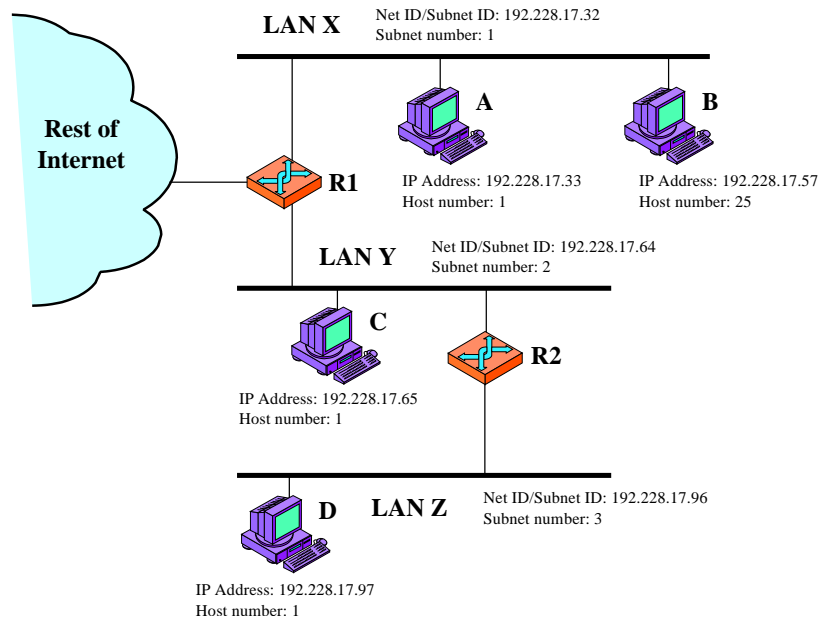 LAN X
Net ID/Subnet ID: 192.228.17.32
Subnet number: 1
A
B
Rest of
Internet
R1
IP Address: 192.228.17.33
Host number: 1
IP Address: 192.228.17.57
Host number: 25
LAN Y
Net ID/Subnet ID: 192.228.17.64
Subnet number: 2
C
R2
IP Address: 192.228.17.65
Host number: 1
D
LAN Z
Net ID/Subnet ID: 192.228.17.96
Subnet number: 3
IP Address: 192.228.17.97
Host number: 1